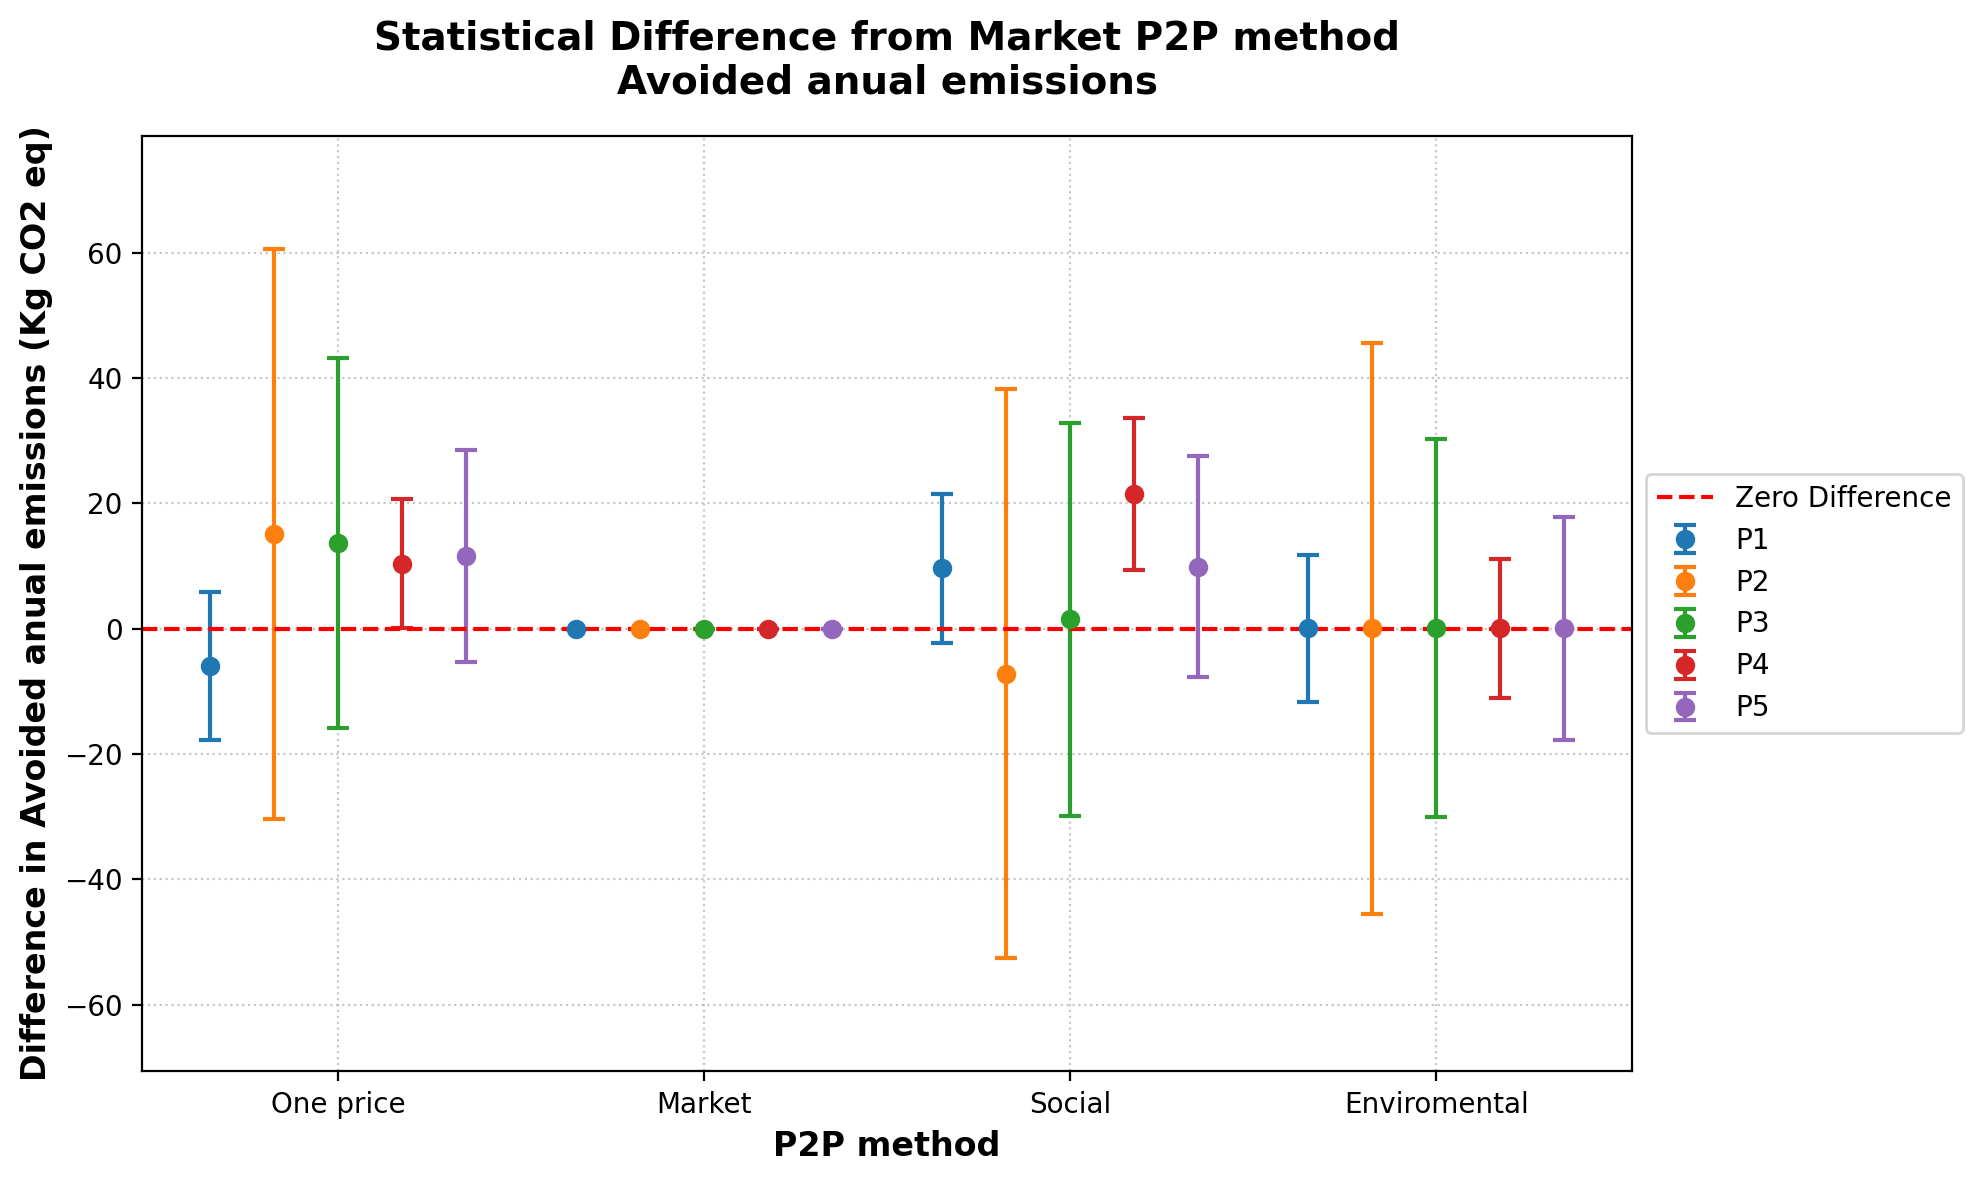 Statistical Difference from Market P2P method
Avoided anual emissions
Difference in Avoided anual emissions (Kg CO2 eq)
60
40
20
0
−20
−40
−60
One price
Market
Social
Enviromental
P2P method
Zero Difference
P1
P2
P3
P4
P5